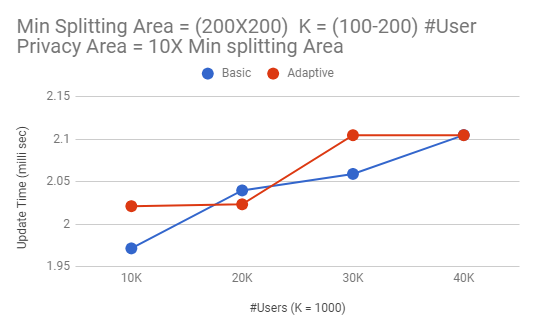 Min Splitting Area = (200X200)  K = (100-200) #User
Privacy Area = 10X Min splitting Area
Basic Adaptive
2.15
2.1
2.05
2
1.95
Update Time (milli sec)
10K 20K 30K 40K
#Users (K = 1000)